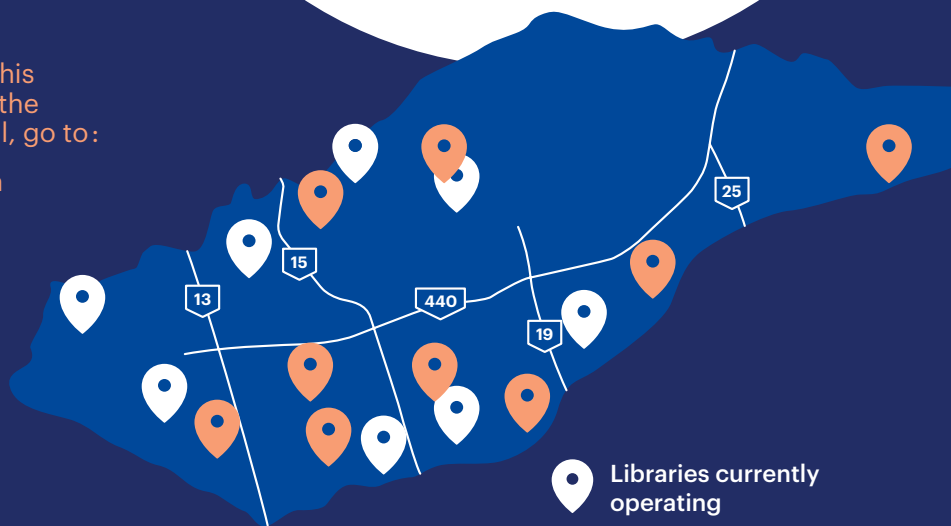 his
the
l, go to:
25
15
13
440
19
Libraries currently
operating